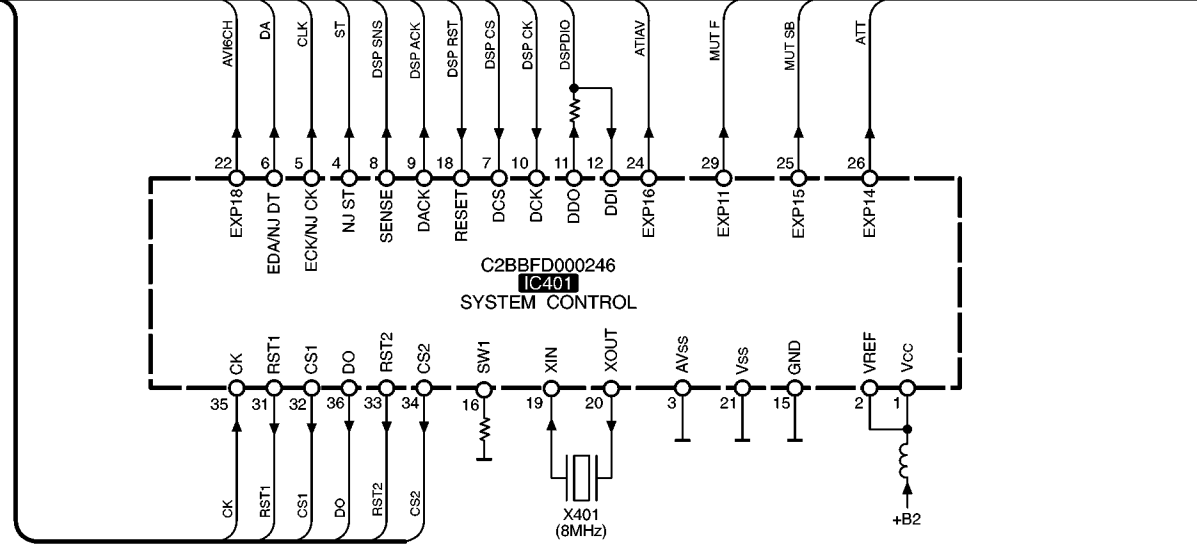 AVI6CH
DA
CLK
ST
DSP SNS
DSP ACK
DSP RST
DSP CS
DSP CK
DSPDIO
ATIAV
MUT F
MUT SB
ATT
22 6 5 4 8 9 18 7 10 11 12 24 29 25 26
EXP18
EDA/NJ DT
ECK/NJ CK
NJ ST
SENSE
DACK
RESET
DCS
DCK
DDO
DDI
EXP16
EXP11
EXP15
EXP14
C2BBFD000246
IC401
SYSTEM CONTROL
CK
RST1
CS1
DO
RST2
CS2
SW1
XIN
XOUT
AVss
Vss
GND
VREF
Vcc
35 31 32 36 33 34 16 19 20 3 21 15 2 1
CK
RST1
CS1
DO
RST2
CS2
X401
(8MHz)
+B2